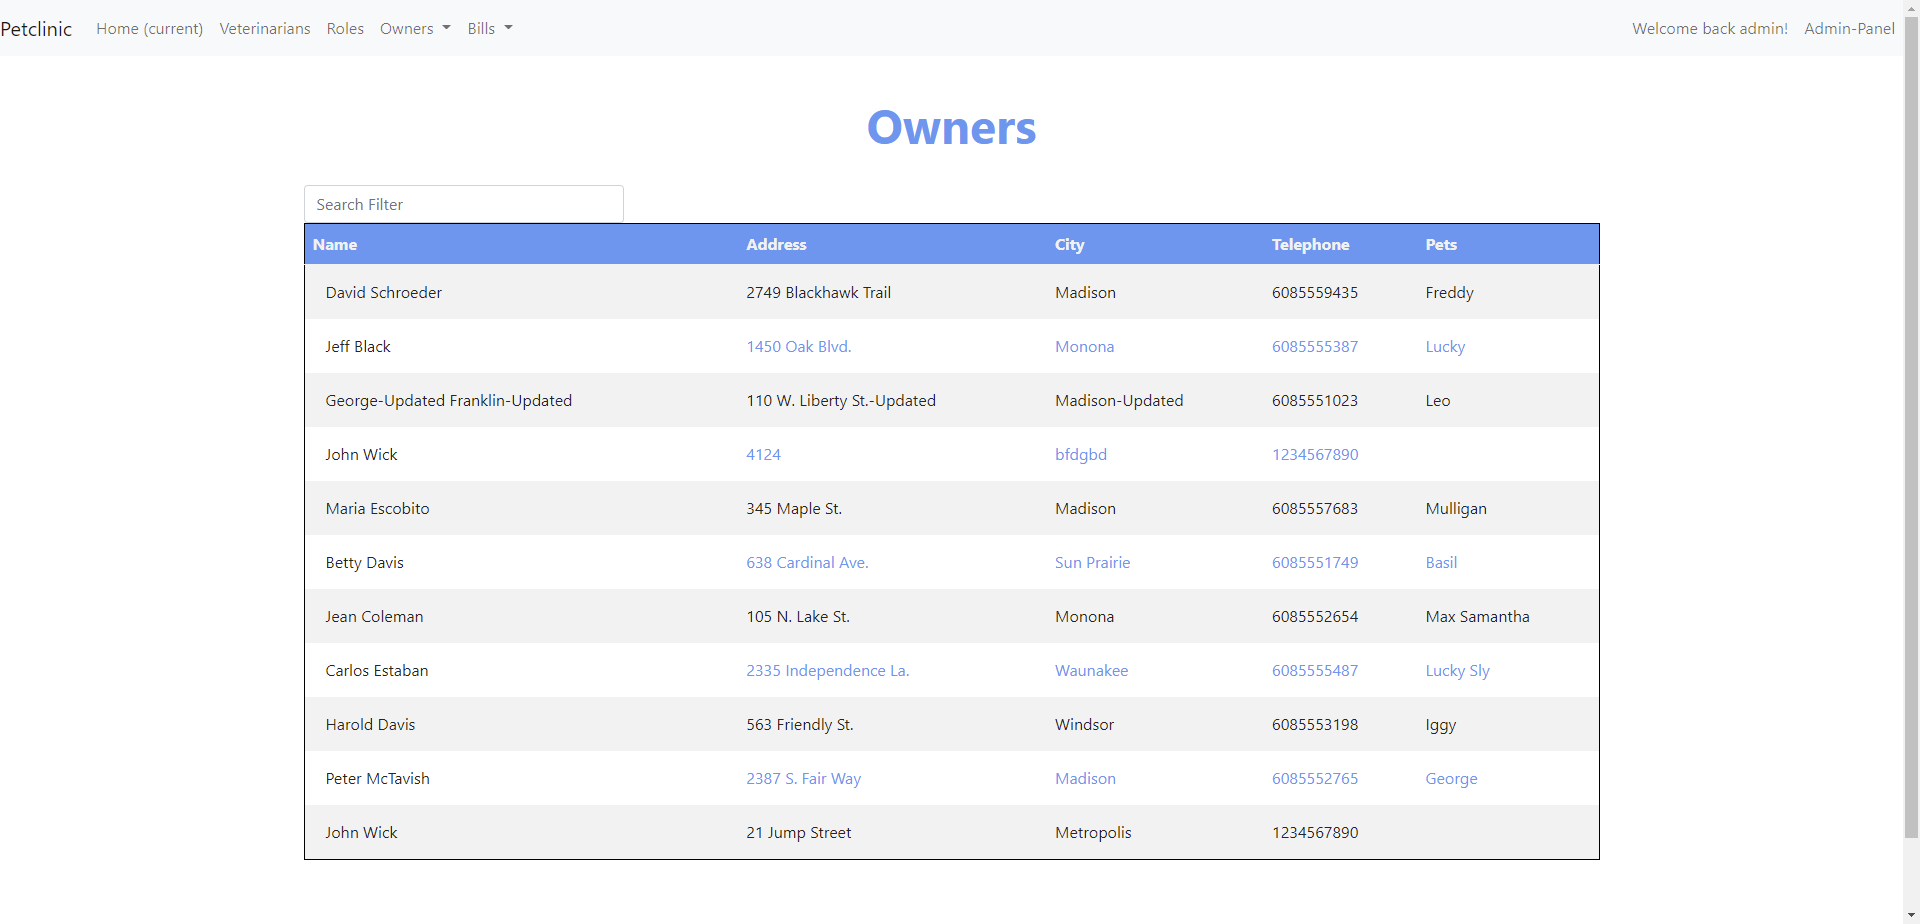 Petclinic Home (current) Veterinarians Roles Owners Bills Welcome back admin! Admin-Panel
Owners
Search Filter
Name Address City Telephone Pets
David Schroeder 2749 Blackhawk Trail Madison 6085559435 Freddy
Jeff Black 1450 Oak Blvd. Monona 6085555387 Lucky
George-Updated Franklin-Updated 110 W. Liberty St.-Updated Madison-Updated 6085551023 Leo
John Wick 4124 bfdgbd 1234567890
Maria Escobito 345 Maple St. Madison 6085557683 Mulligan
Betty Davis 638 Cardinal Ave. Sun Prairie 6085551749 Basil
Jean Coleman 105 N. Lake St. Monona 6085552654 Max Samantha
Carlos Estaban 2335 Independence La. Waunakee 6085555487 Lucky Sly
Harold Davis 563 Friendly St. Windsor 6085553198 Iggy
Peter McTavish 2387 S. Fair Way Madison 6085552765 George
John Wick 21 Jump Street Metropolis 1234567890